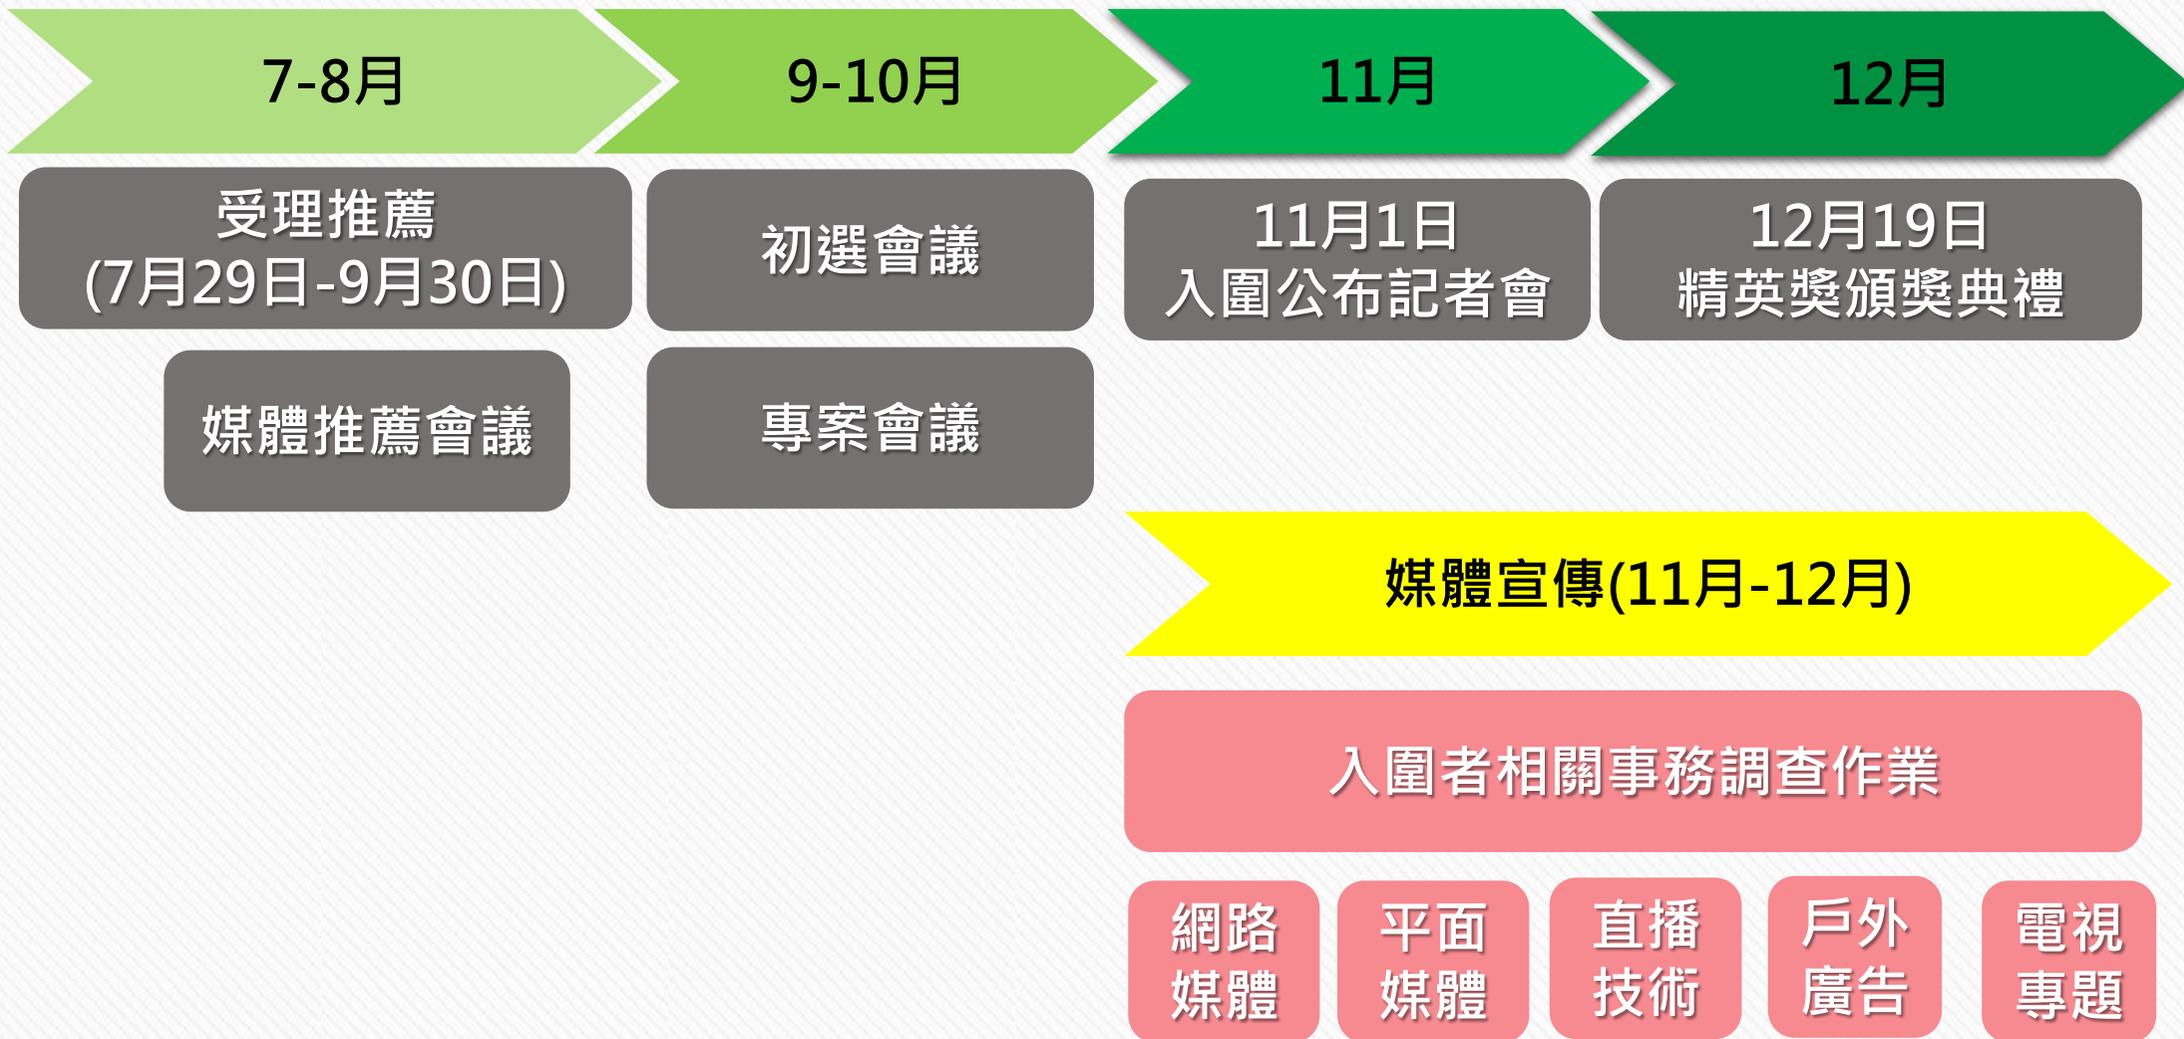 7-8月
9-10月
11月
12月
受理推薦
(7月29日-9月30日)
初選會議
11月1日
入圍公布記者會
12月19日
精英獎頒獎典禮
媒體推薦會議
專案會議
媒體宣傳(11月-12月)
入圍者相關事務調查作業
網路
媒體
平面
媒體
直播
技術
戶外
廣告
電視
專題